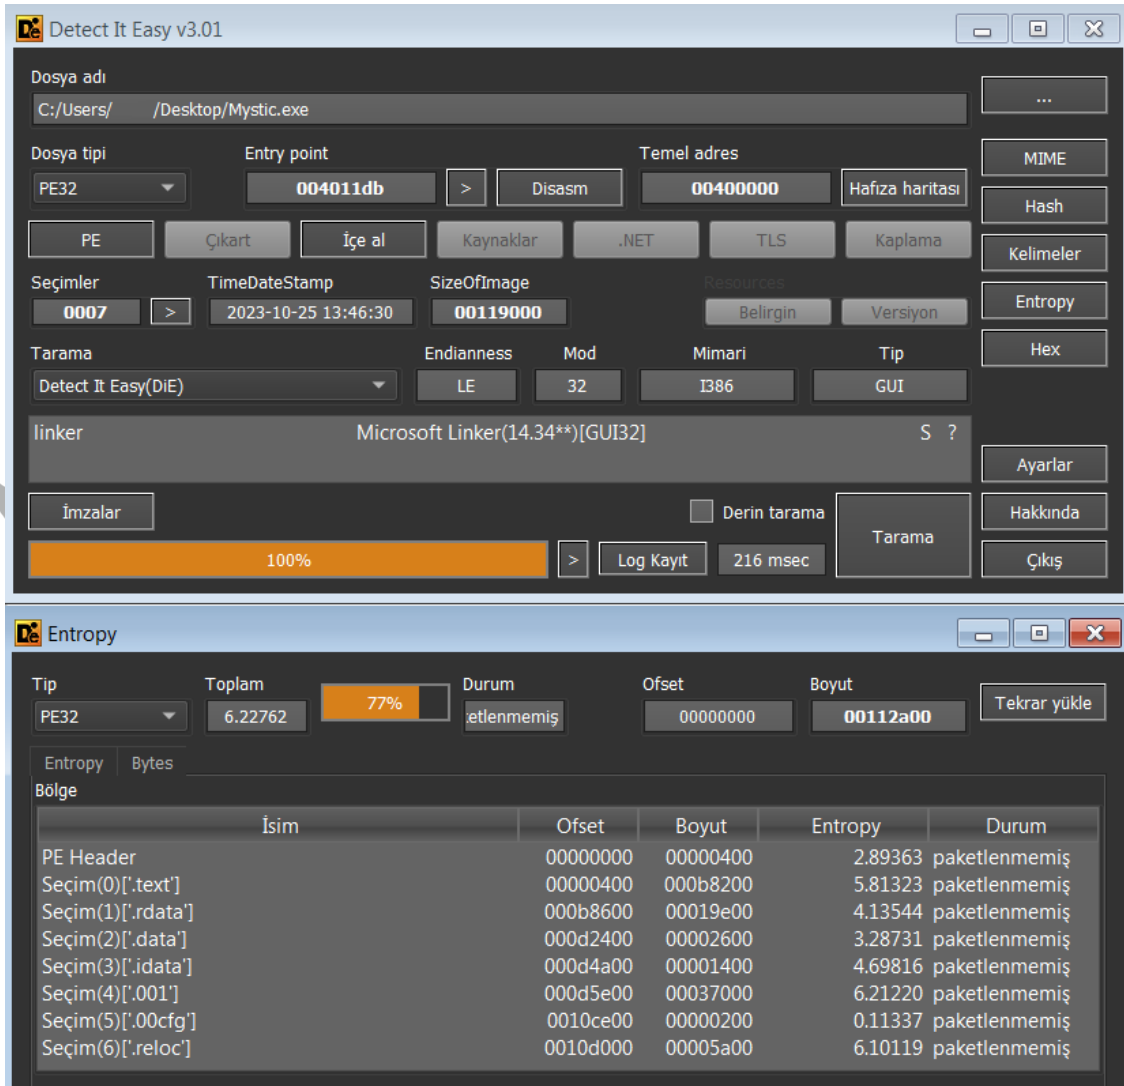 Detect It Easy v3.01
Dosya adı
C:/Users/ /Desktop/Mystic.exe
...
Dosya tipi Entry point Temel adres
MIME
PE32 004011db > Disasm 00400000 Hafıza haritası
Hash
PE Çıkart İçe al Kaynaklar .NET TLS Kaplama
Kelimeler
Seçimler TimeDateStamp SizeOfImage Resources
0007 > 2023-10-25 13:46:30 00119000 Belirgin Versiyon
Entropy
Tarama Endianness Mod Mimari Tip
Hex
Detect It Easy(DiE) LE 32 I386 GUI
linker Microsoft Linker(14.34**)[GUI32] S ?
Ayarlar
İmzalar Derin tarama
Hakkında
Tarama
100% > Log Kayıt 216 msec
Çıkış
Entropy
Tip Toplam Durum Ofset Boyut
77% Tekrar yükle
PE32 6.22762 etlenmemiş 00000000 00112a00
Entropy Bytes
Bölge
İsim Ofset Boyut Entropy Durum
PE Header 00000000 00000400 2.89363 paketlenmemiş
Seçim(0)['.text'] 00000400 000b8200 5.81323 paketlenmemiş
Seçim(1)['.rdata'] 000b8600 00019e00 4.13544 paketlenmemiş
Seçim(2)['.data'] 000d2400 00002600 3.28731 paketlenmemiş
Seçim(3)['.idata'] 000d4a00 00001400 4.69816 paketlenmemiş
Seçim(4)['.001'] 000d5e00 00037000 6.21220 paketlenmemiş
Seçim(5)['.00cfg'] 0010ce00 00000200 0.11337 paketlenmemiş
Seçim(6)['.reloc'] 0010d000 00005a00 6.10119 paketlenmemiş